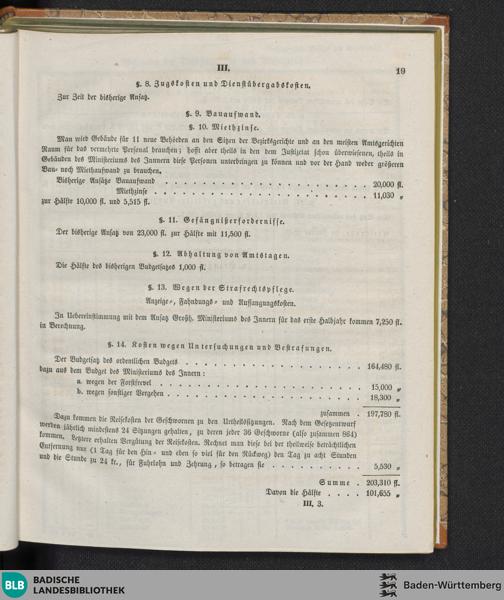 III.
19
§. 8. Zugskosten und Dienstübergabskosten.
Zur Zeit der bisherige Ansatz.
§. 9. Bauaufwand.
§. 10. Miethzinse.
Man wird Gebäude für 11 neue Behörden an den Sitzen der Bezirksgerichte und an den meisten Amtsgerichten
Raum für das vermehrte Personal brauchen; hofft aber theils in den dem Justizetat schon überwiesenen, theils in
Gebäuden des Ministeriums des Innnern diese Personen unterbringen zu können und vor der Hand weder größeren
Bau- noch Miethaufwand zu brauchen.
Bisherige Ansätze Bauaufwand . . . . 20,000 fl.
Miethzinse . . . . 11,030 „
zur Hälfte 10,000 fl. und 5,515 fl.
§. 11. Gefängnißerfordernisse.
Der bisherige Ansatz von 23,000 fl. zur Hälfte mit 11,500 fl.
§. 12. Abhaltung von Amtstagen.
Die Hälfte des bisherigen Budgetsatzes 1,000 fl.
§. 13. Wegen der Strafrechtspflege.
Anzeige-, Fahndungs- und Auffangungskosten.
In Uebereinstimmung mit dem Ansatz Großh. Ministeriums des Innern für das erste Halbjahr kommen 7,250 fl.
in Berechnung.
§. 14. Kosten wegen Untersuchungen und Bestrafungen.
Der Budgetsatz des ordentlichen Budgets . . . . 164,480 fl.
dazu aus dem Budget des Ministeriums des Innern:
a. wegen der Forstfrevel . . . . 15,000 „
b. wegen sonstiger Vergehen . . . . 18,300 „
zusammen . 197,780 fl.
Dazu kommen die Reisekosten der Geschwornen zu den Urtheilssitzungen. Nach dem Gesetzentwurf
werden jährlich mindestens 24 Sitzungen gehalten, zu deren jeder 36 Geschworne (also zusammen 864)
kommen. Letztere erhalten Vergütung der Reisekosten. Rechnet man diese bei der theilweise beträchtlichen
Entfernung nur (1 Tag für den Hin- und eben so viel für den Rückweg) den Tag zu acht Stunden
und die Stunde zu 24 kr., für Fuhrlohn und Zehrung, so betragen sie . . . . 5,530 „
Summe . 203,310 fl.
Davon die Hälfte . . . . 101,655 „
III, 3.
BLB
BADISCHE
LANDESBIBLIOTHEK
Baden-Württemberg